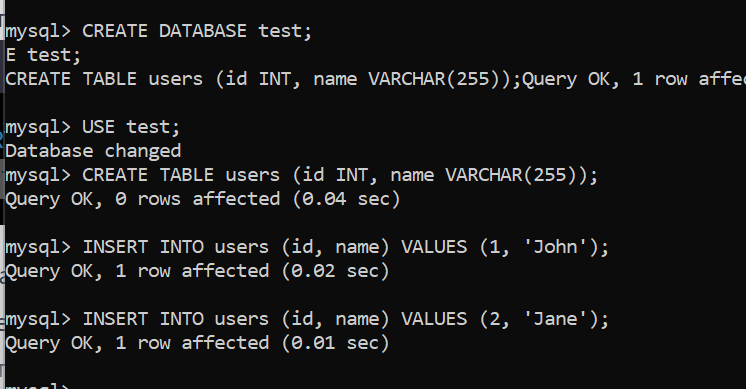 mysql> CREATE DATABASE test;
E test;
CREATE TABLE users (id INT, name VARCHAR(255));Query OK, 1 row affec
mysql> USE test;
Database changed
mysql> CREATE TABLE users (id INT, name VARCHAR(255));
Query OK, 0 rows affected (0.04 sec)
mysql> INSERT INTO users (id, name) VALUES (1, 'John');
Query OK, 1 row affected (0.02 sec)
mysql> INSERT INTO users (id, name) VALUES (2, 'Jane');
Query OK, 1 row affected (0.01 sec)
mysql>